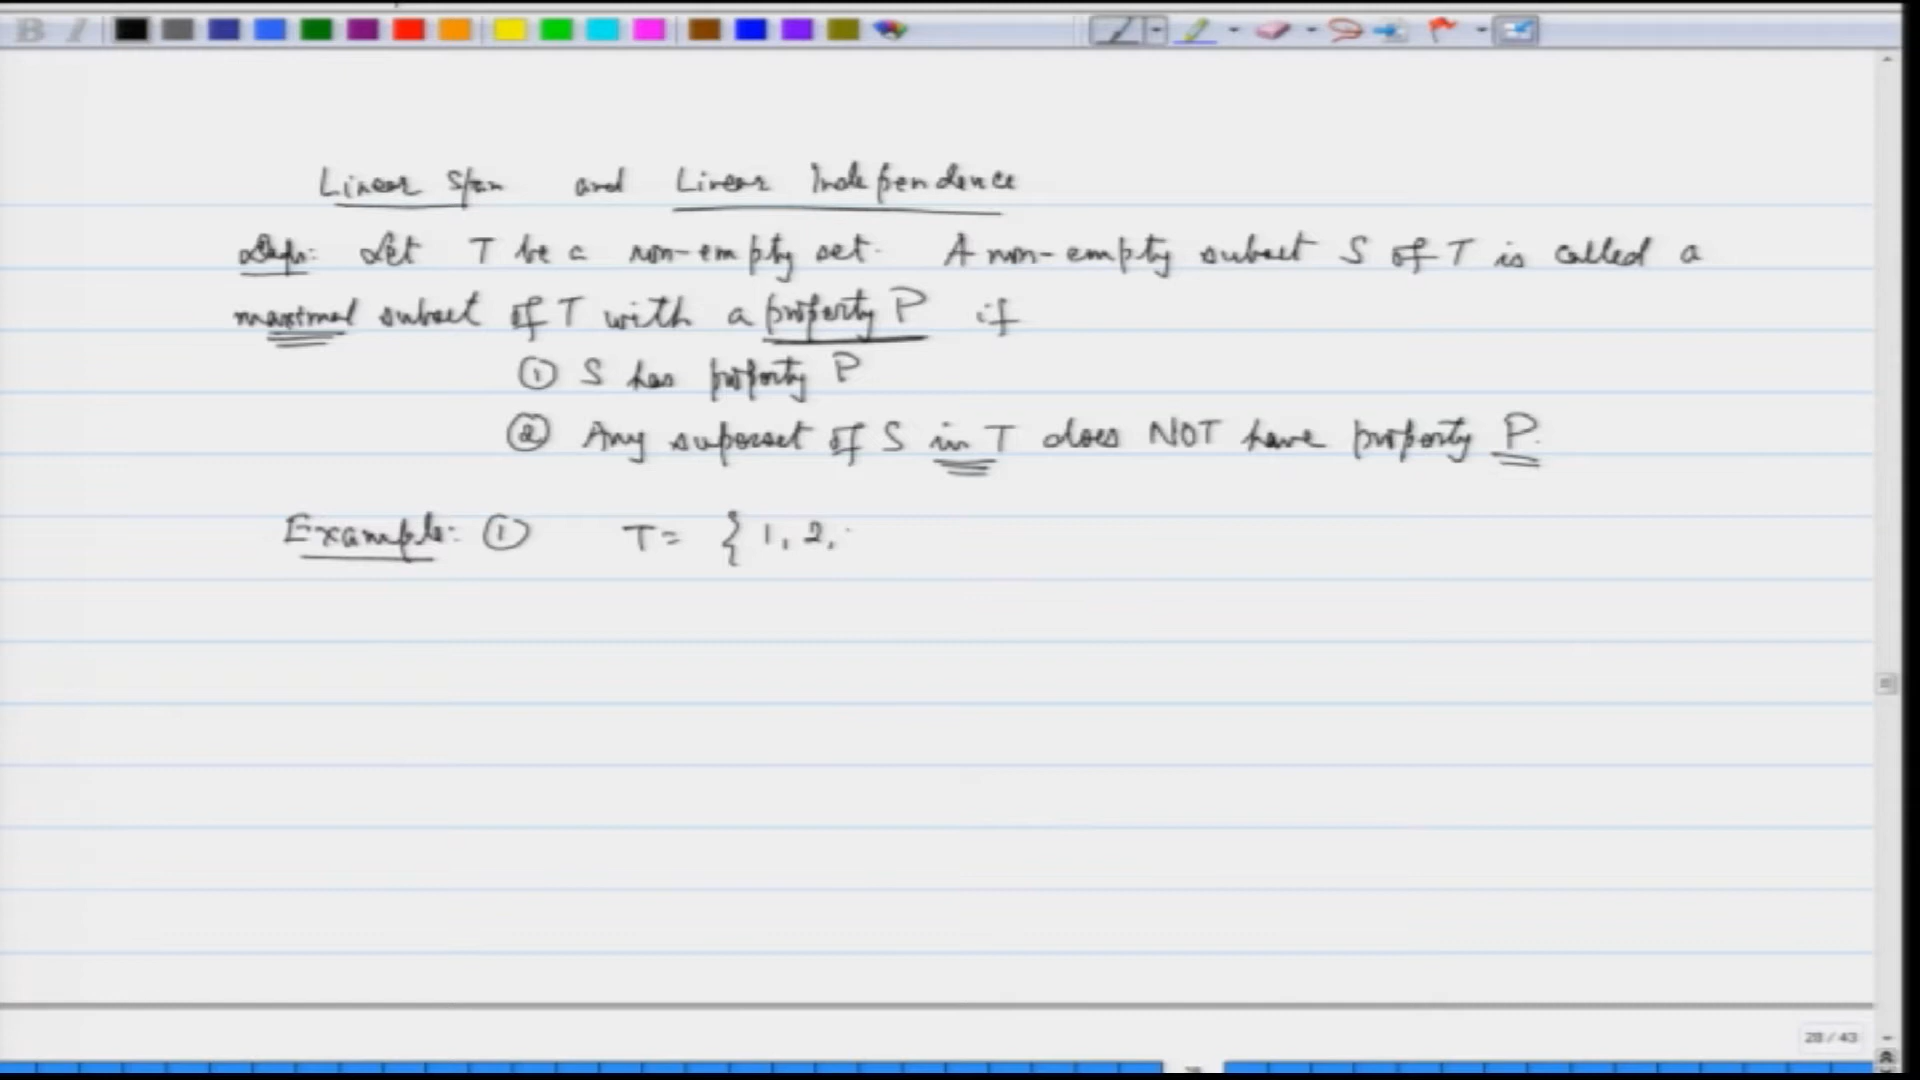 B I
Linear Span and Linear Independence
Defn: Let T be a non-empty set. A non-empty subset S of T is called a
maximal subset of T with a property P if
① S has property P
② Any superset of S in T does NOT have property P.
Example: ① T = { 1, 2,
28 / 43